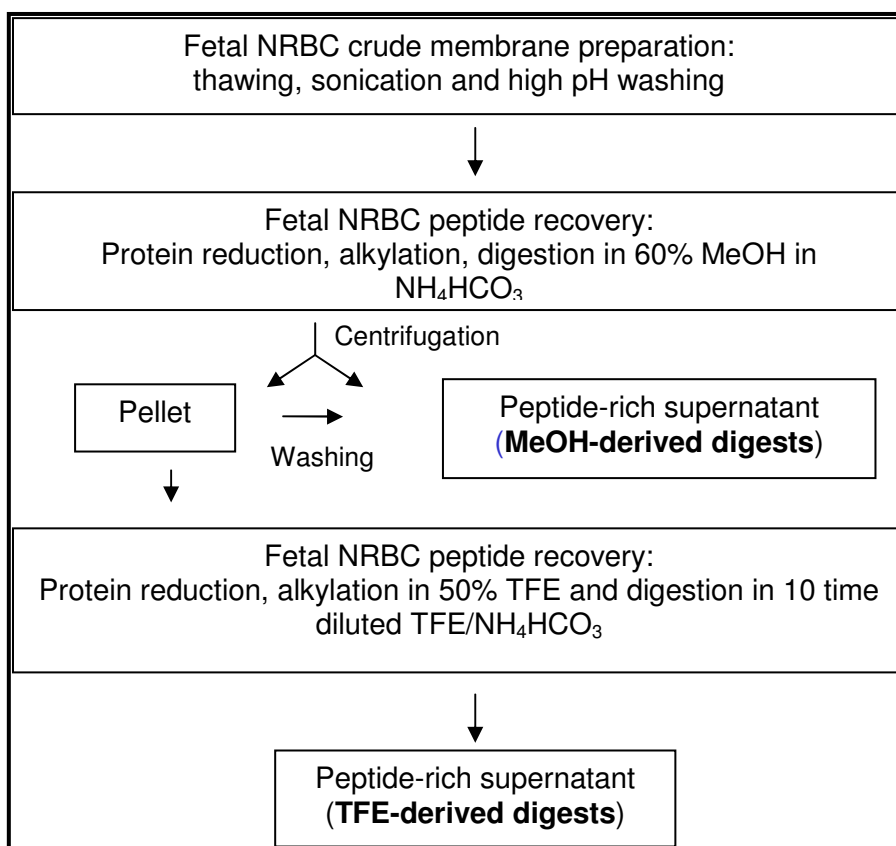 Fetal NRBC crude membrane preparation:
thawing, sonication and high pH washing
Fetal NRBC peptide recovery:
Protein reduction, alkylation, digestion in 60% MeOH in
NH₄HCO₃
Centrifugation
Pellet
Washing
Peptide-rich supernatant
(MeOH-derived digests)
Fetal NRBC peptide recovery:
Protein reduction, alkylation in 50% TFE and digestion in 10 time
diluted TFE/NH₄HCO₃
Peptide-rich supernatant
(TFE-derived digests)